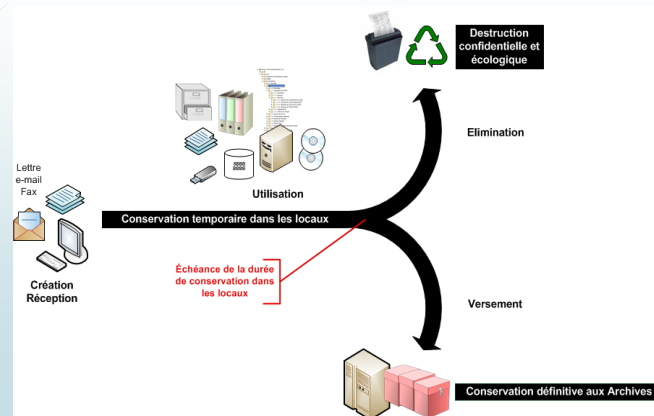 Destruction
confidentielle et
écologique
Elimination
Lettre
e-mail
Fax
Utilisation
Conservation temporaire dans les locaux
Échéance de la durée
de conservation dans
les locaux
Création
Réception
Versement
Conservation définitive aux Archives